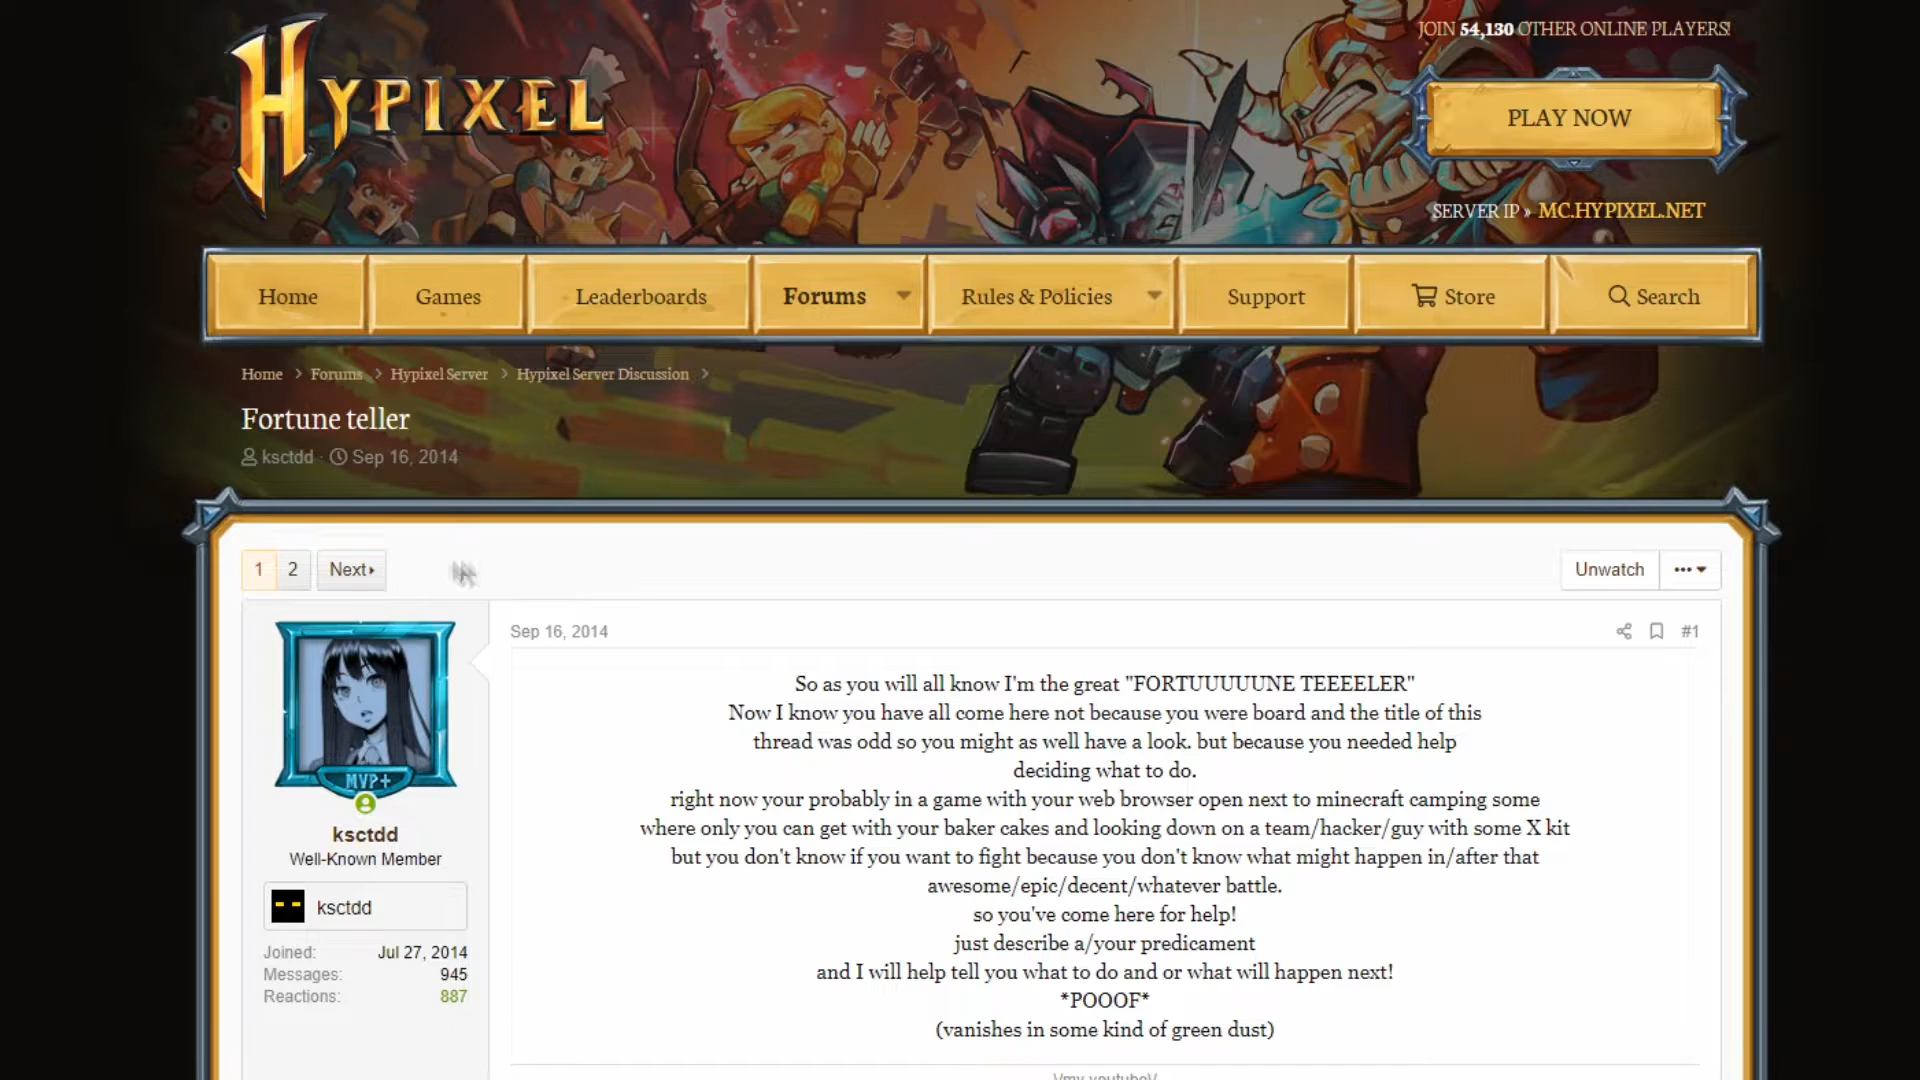 JOIN 54,130 OTHER ONLINE PLAYERS!
HYPIXEL
PLAY NOW
SERVER IP » MC.HYPIXEL.NET
Home
Games
Leaderboards
Forums
Rules & Policies
Support
Store
Search
Home > Forums > Hypixel Server > Hypixel Server Discussion >
Fortune teller
ksctdd · Sep 16, 2014
1 2 Next
Unwatch
Sep 16, 2014
#1
MVP+
ksctdd
Well-Known Member
ksctdd
Joined: Jul 27, 2014
Messages: 945
Reactions: 887
So as you will all know I'm the great "FORTUUUUUNE TEEEELER"
Now I know you have all come here not because you were board and the title of this
thread was odd so you might as well have a look. but because you needed help
deciding what to do.
right now your probably in a game with your web browser open next to minecraft camping some
where only you can get with your baker cakes and looking down on a team/hacker/guy with some X kit
but you don't know if you want to fight because you don't know what might happen in/after that
awesome/epic/decent/whatever battle.
so you've come here for help!
just describe a/your predicament
and I will help tell you what to do and or what will happen next!
*POOOF*
(vanishes in some kind of green dust)
\/my youtube\/